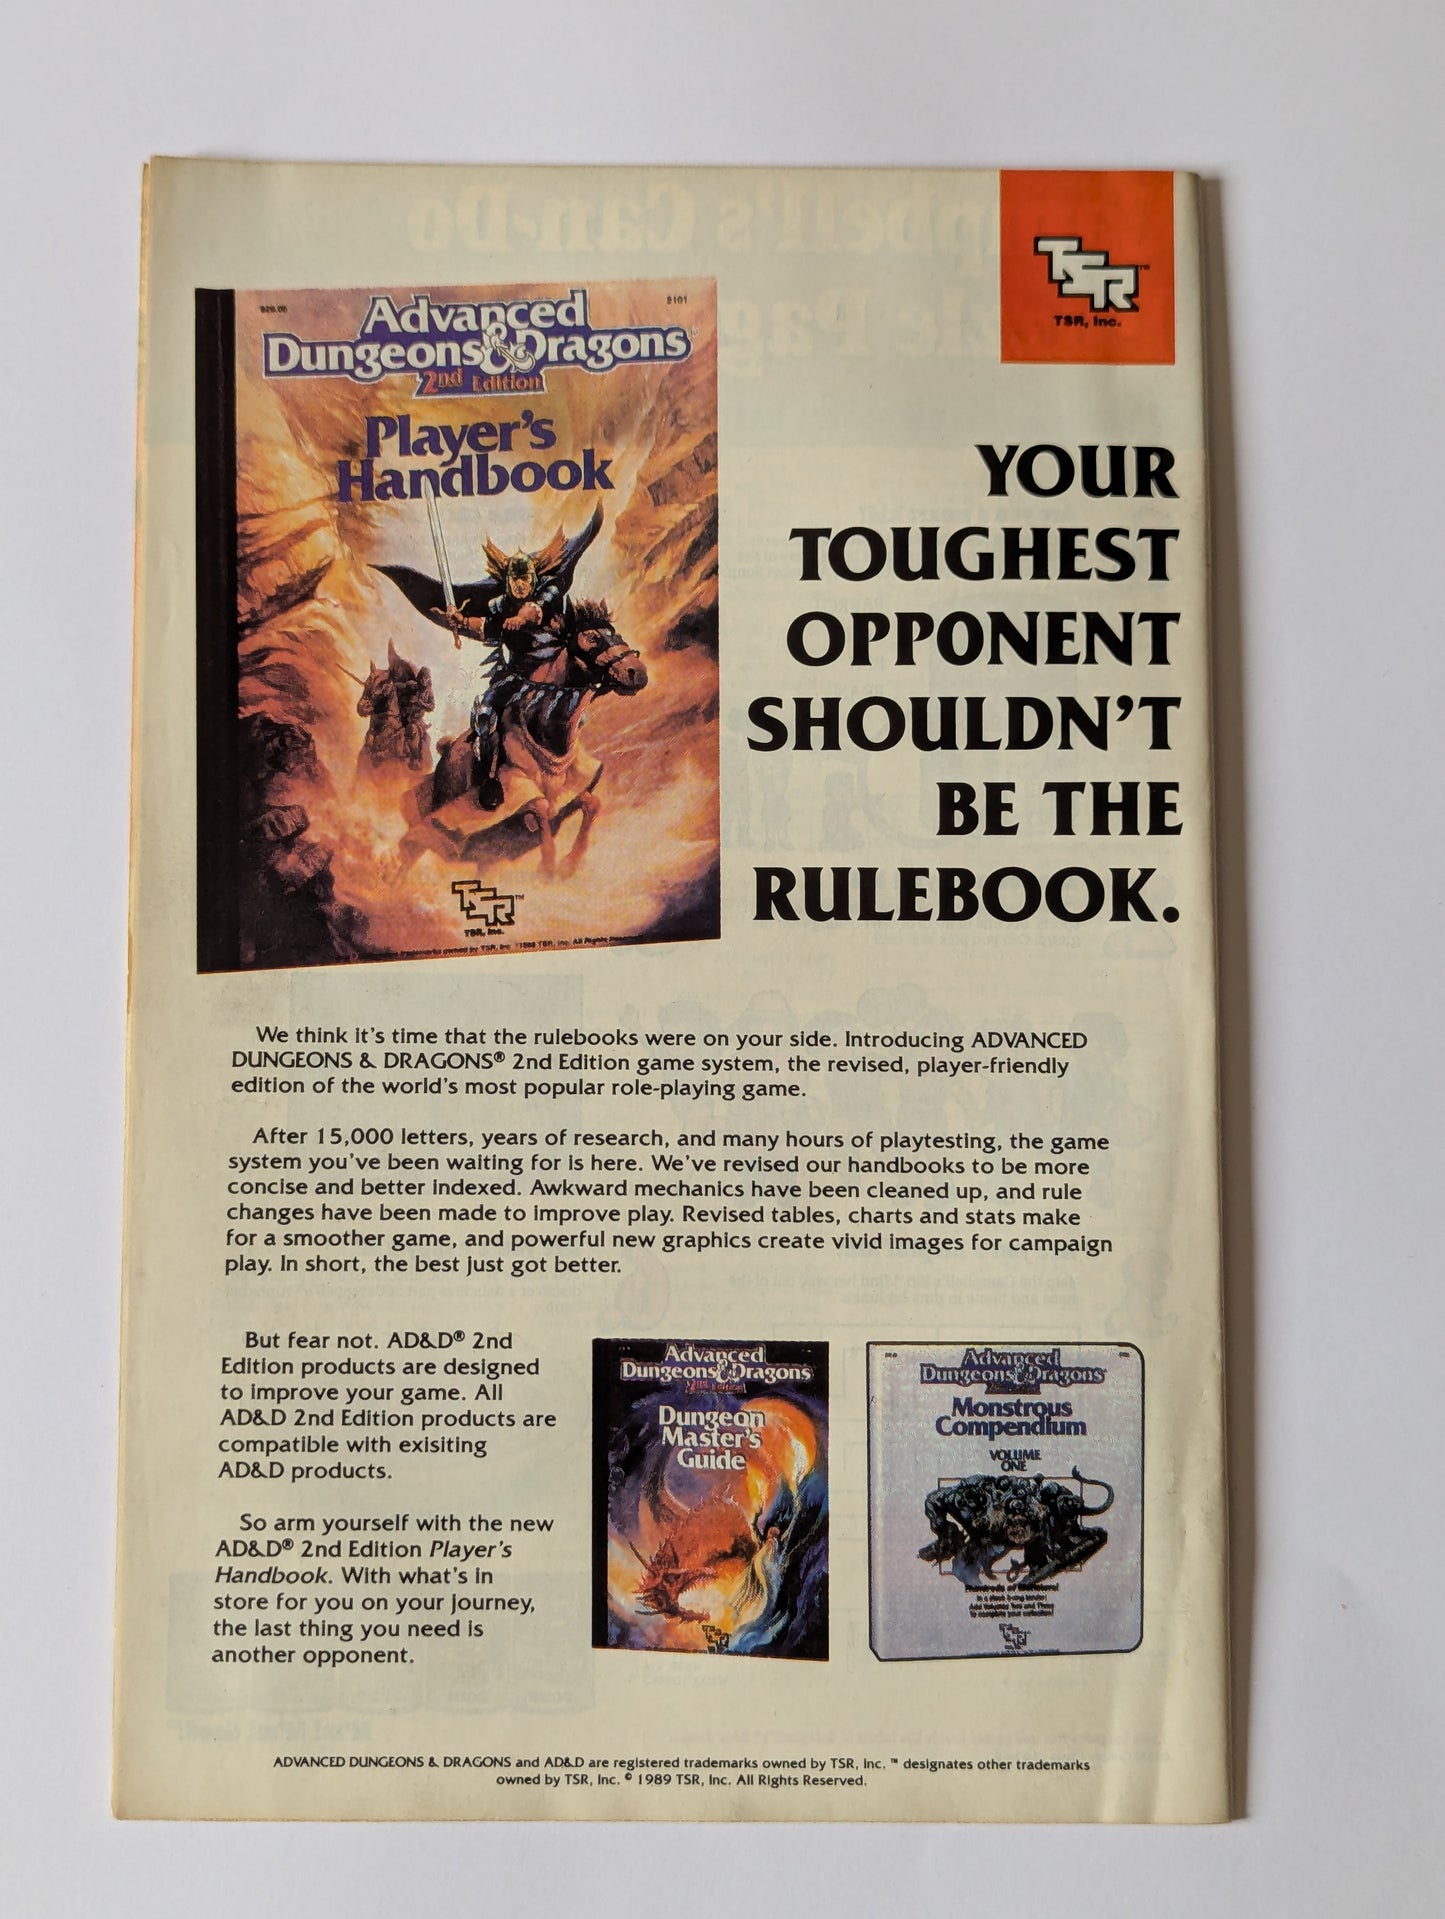 TSR™
TSR, Inc.
$20.00
2101
Advanced
Dungeons & Dragons®
2nd Edition
Player's
Handbook
TSR™
TSR, Inc.
YOUR
TOUGHEST
OPPONENT
SHOULDN'T
BE THE
RULEBOOK.
We think it's time that the rulebooks were on your side. Introducing ADVANCED
DUNGEONS & DRAGONS® 2nd Edition game system, the revised, player-friendly
edition of the world's most popular role-playing game.
After 15,000 letters, years of research, and many hours of playtesting, the game
system you've been waiting for is here. We've revised our handbooks to be more
concise and better indexed. Awkward mechanics have been cleaned up, and rule
changes have been made to improve play. Revised tables, charts and stats make
for a smoother game, and powerful new graphics create vivid images for campaign
play. In short, the best just got better.
But fear not. AD&D® 2nd
Edition products are designed
to improve your game. All
AD&D 2nd Edition products are
compatible with exisiting
AD&D products.
So arm yourself with the new
AD&D® 2nd Edition Player's
Handbook. With what's in
store for you on your journey,
the last thing you need is
another opponent.
Advanced
Dungeons & Dragons
2nd Edition
Dungeon
Master's
Guide
TSR
Advanced
Dungeons & Dragons
Monstrous
Compendium
VOLUME
ONE
TSR
ADVANCED DUNGEONS & DRAGONS and AD&D are registered trademarks owned by TSR, Inc. ™ designates other trademarks
owned by TSR, Inc. © 1989 TSR, Inc. All Rights Reserved.